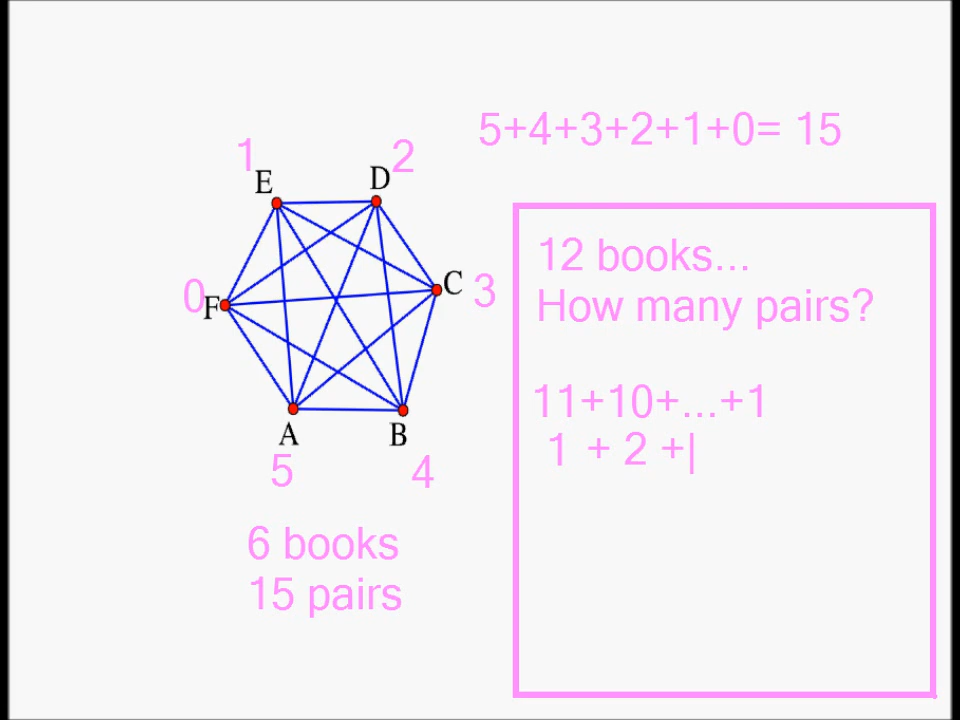 5+4+3+2+1+0= 15
1
2
E
D
0
F
C
3
12 books...
How many pairs?
11+10+...+1
1 + 2 +|
A
B
5
4
6 books
15 pairs